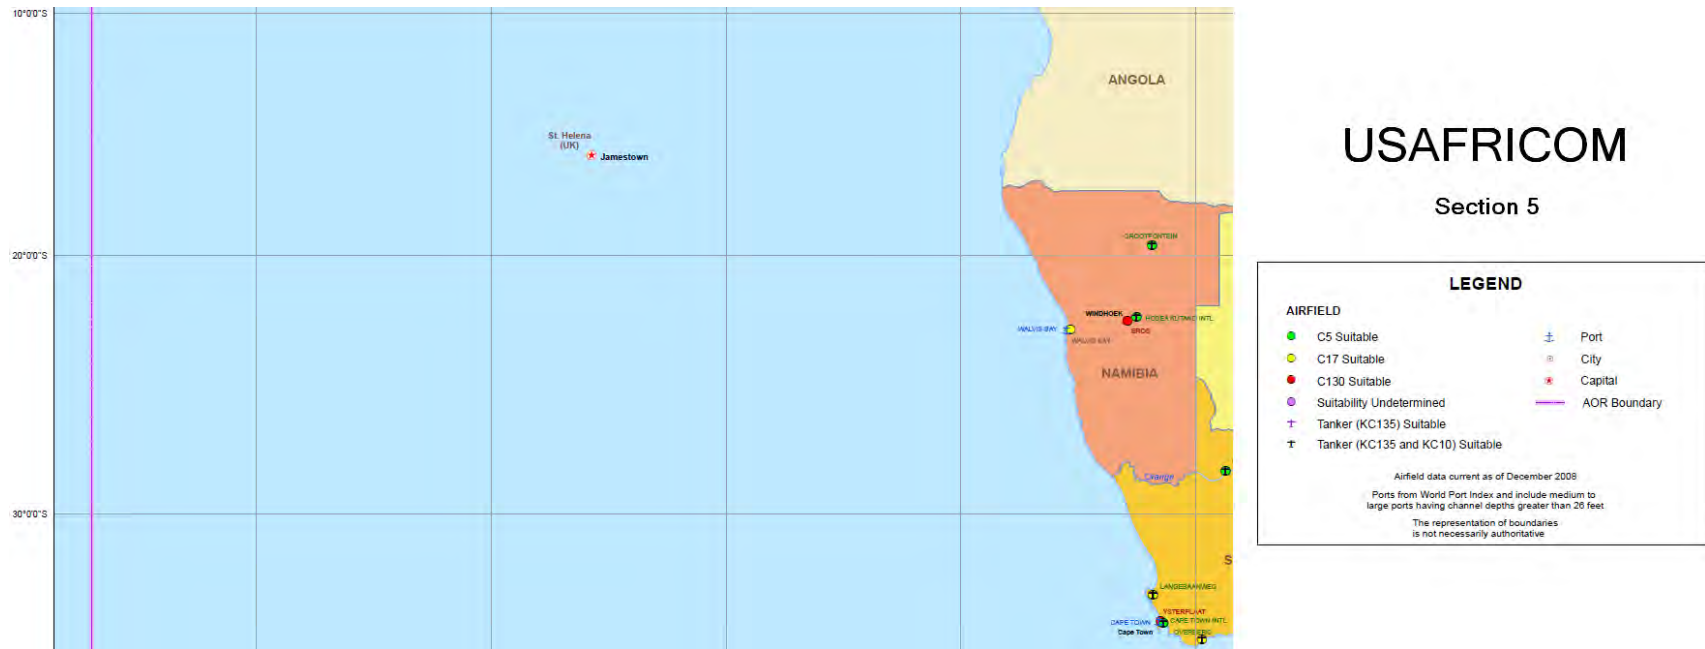 10°0'0"S
ANGOLA
St. Helena
(UK)
Jamestown
USAFRICOM
Section 5
GROOTFONTEIN
20°0'0"S
LEGEND
AIRFIELD
C5 Suitable
C17 Suitable
C130 Suitable
Suitability Undetermined
Tanker (KC135) Suitable
Tanker (KC135 and KC10) Suitable
Port
City
Capital
AOR Boundary
Airfield data current as of December 2008
Ports from World Port Index and include medium to
large ports having channel depths greater than 26 feet
The representation of boundaries
is not necessarily authoritative
WINDHOEK
HOSEA KUTAKO INTL
EROS
WALVIS BAY
WALVIS BAY
NAMIBIA
Orange
30°0'0"S
S
LANGEBAANWEG
YSTERPLAAT
CAPE TOWN
CAPE TOWN INTL
Cape Town
OVERBERG